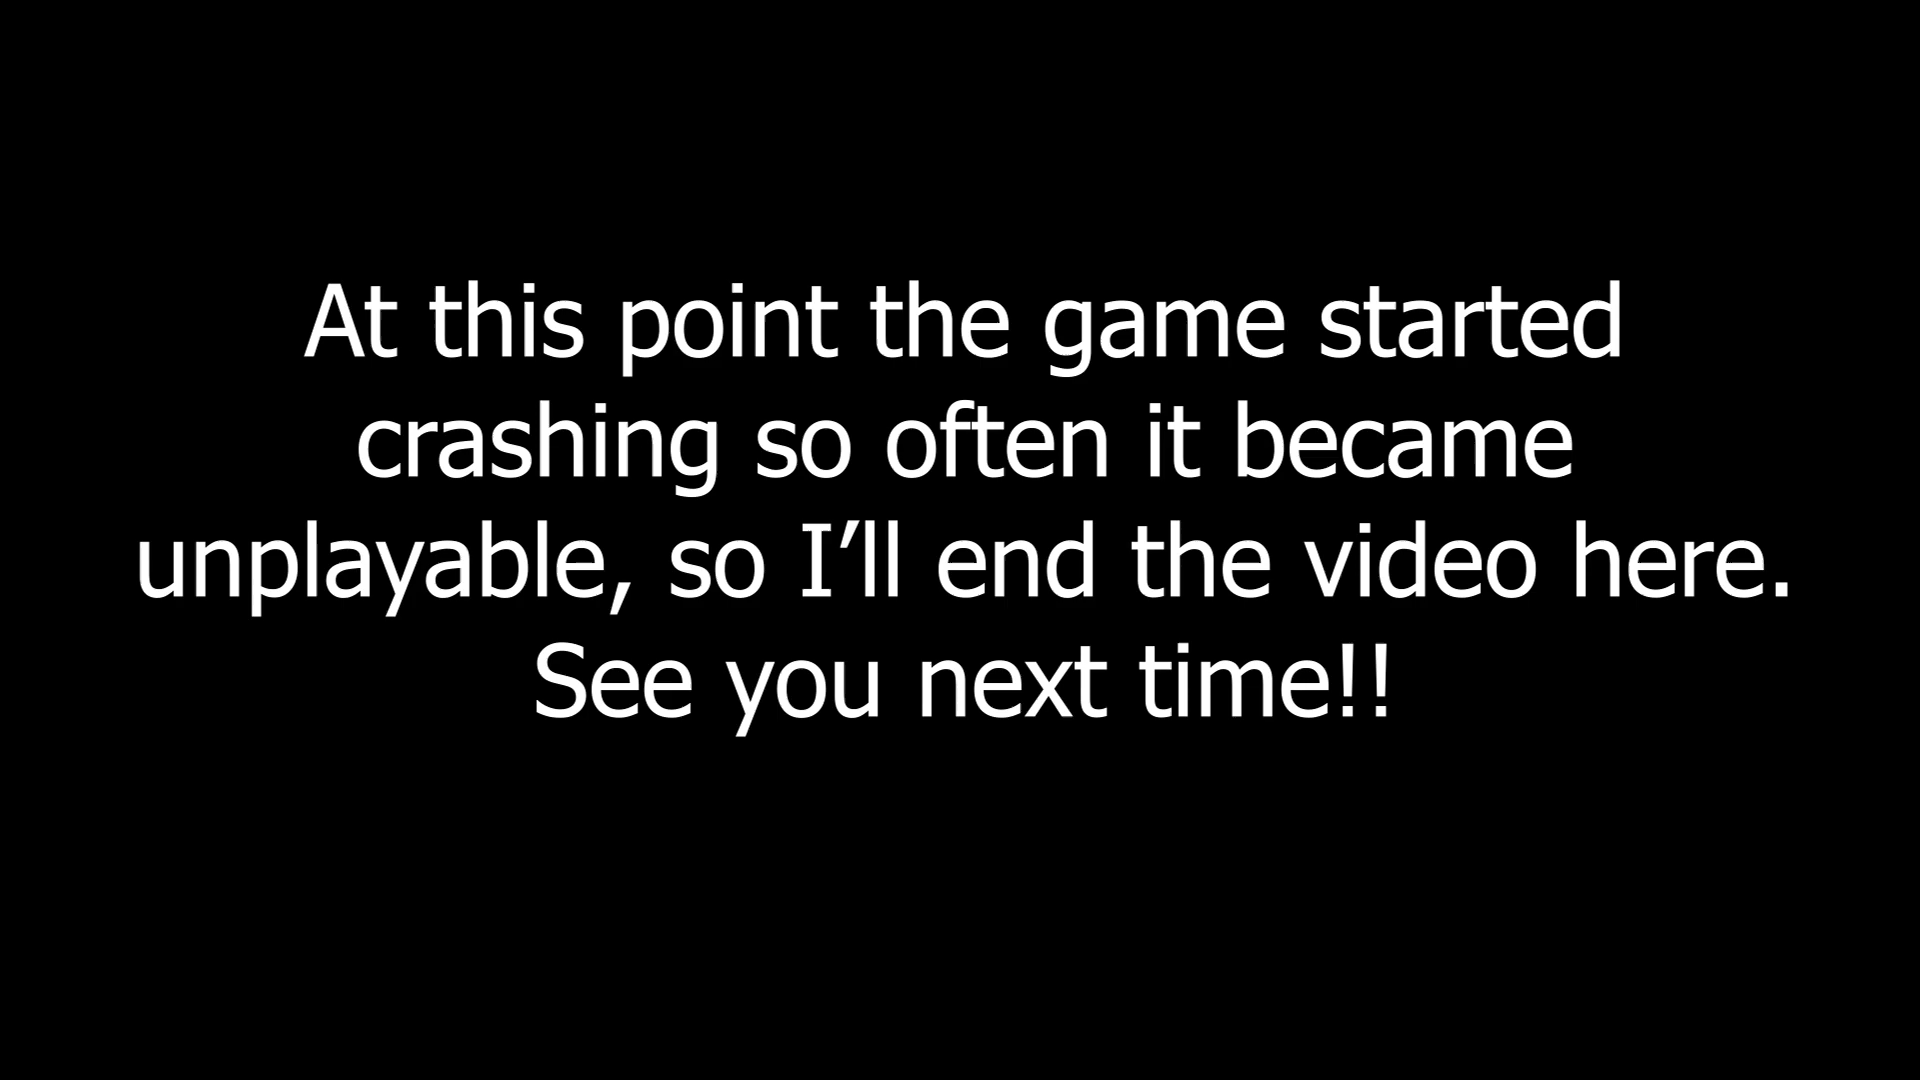 At this point the game started
crashing so often it became
unplayable, so I’ll end the video here.
See you next time!!